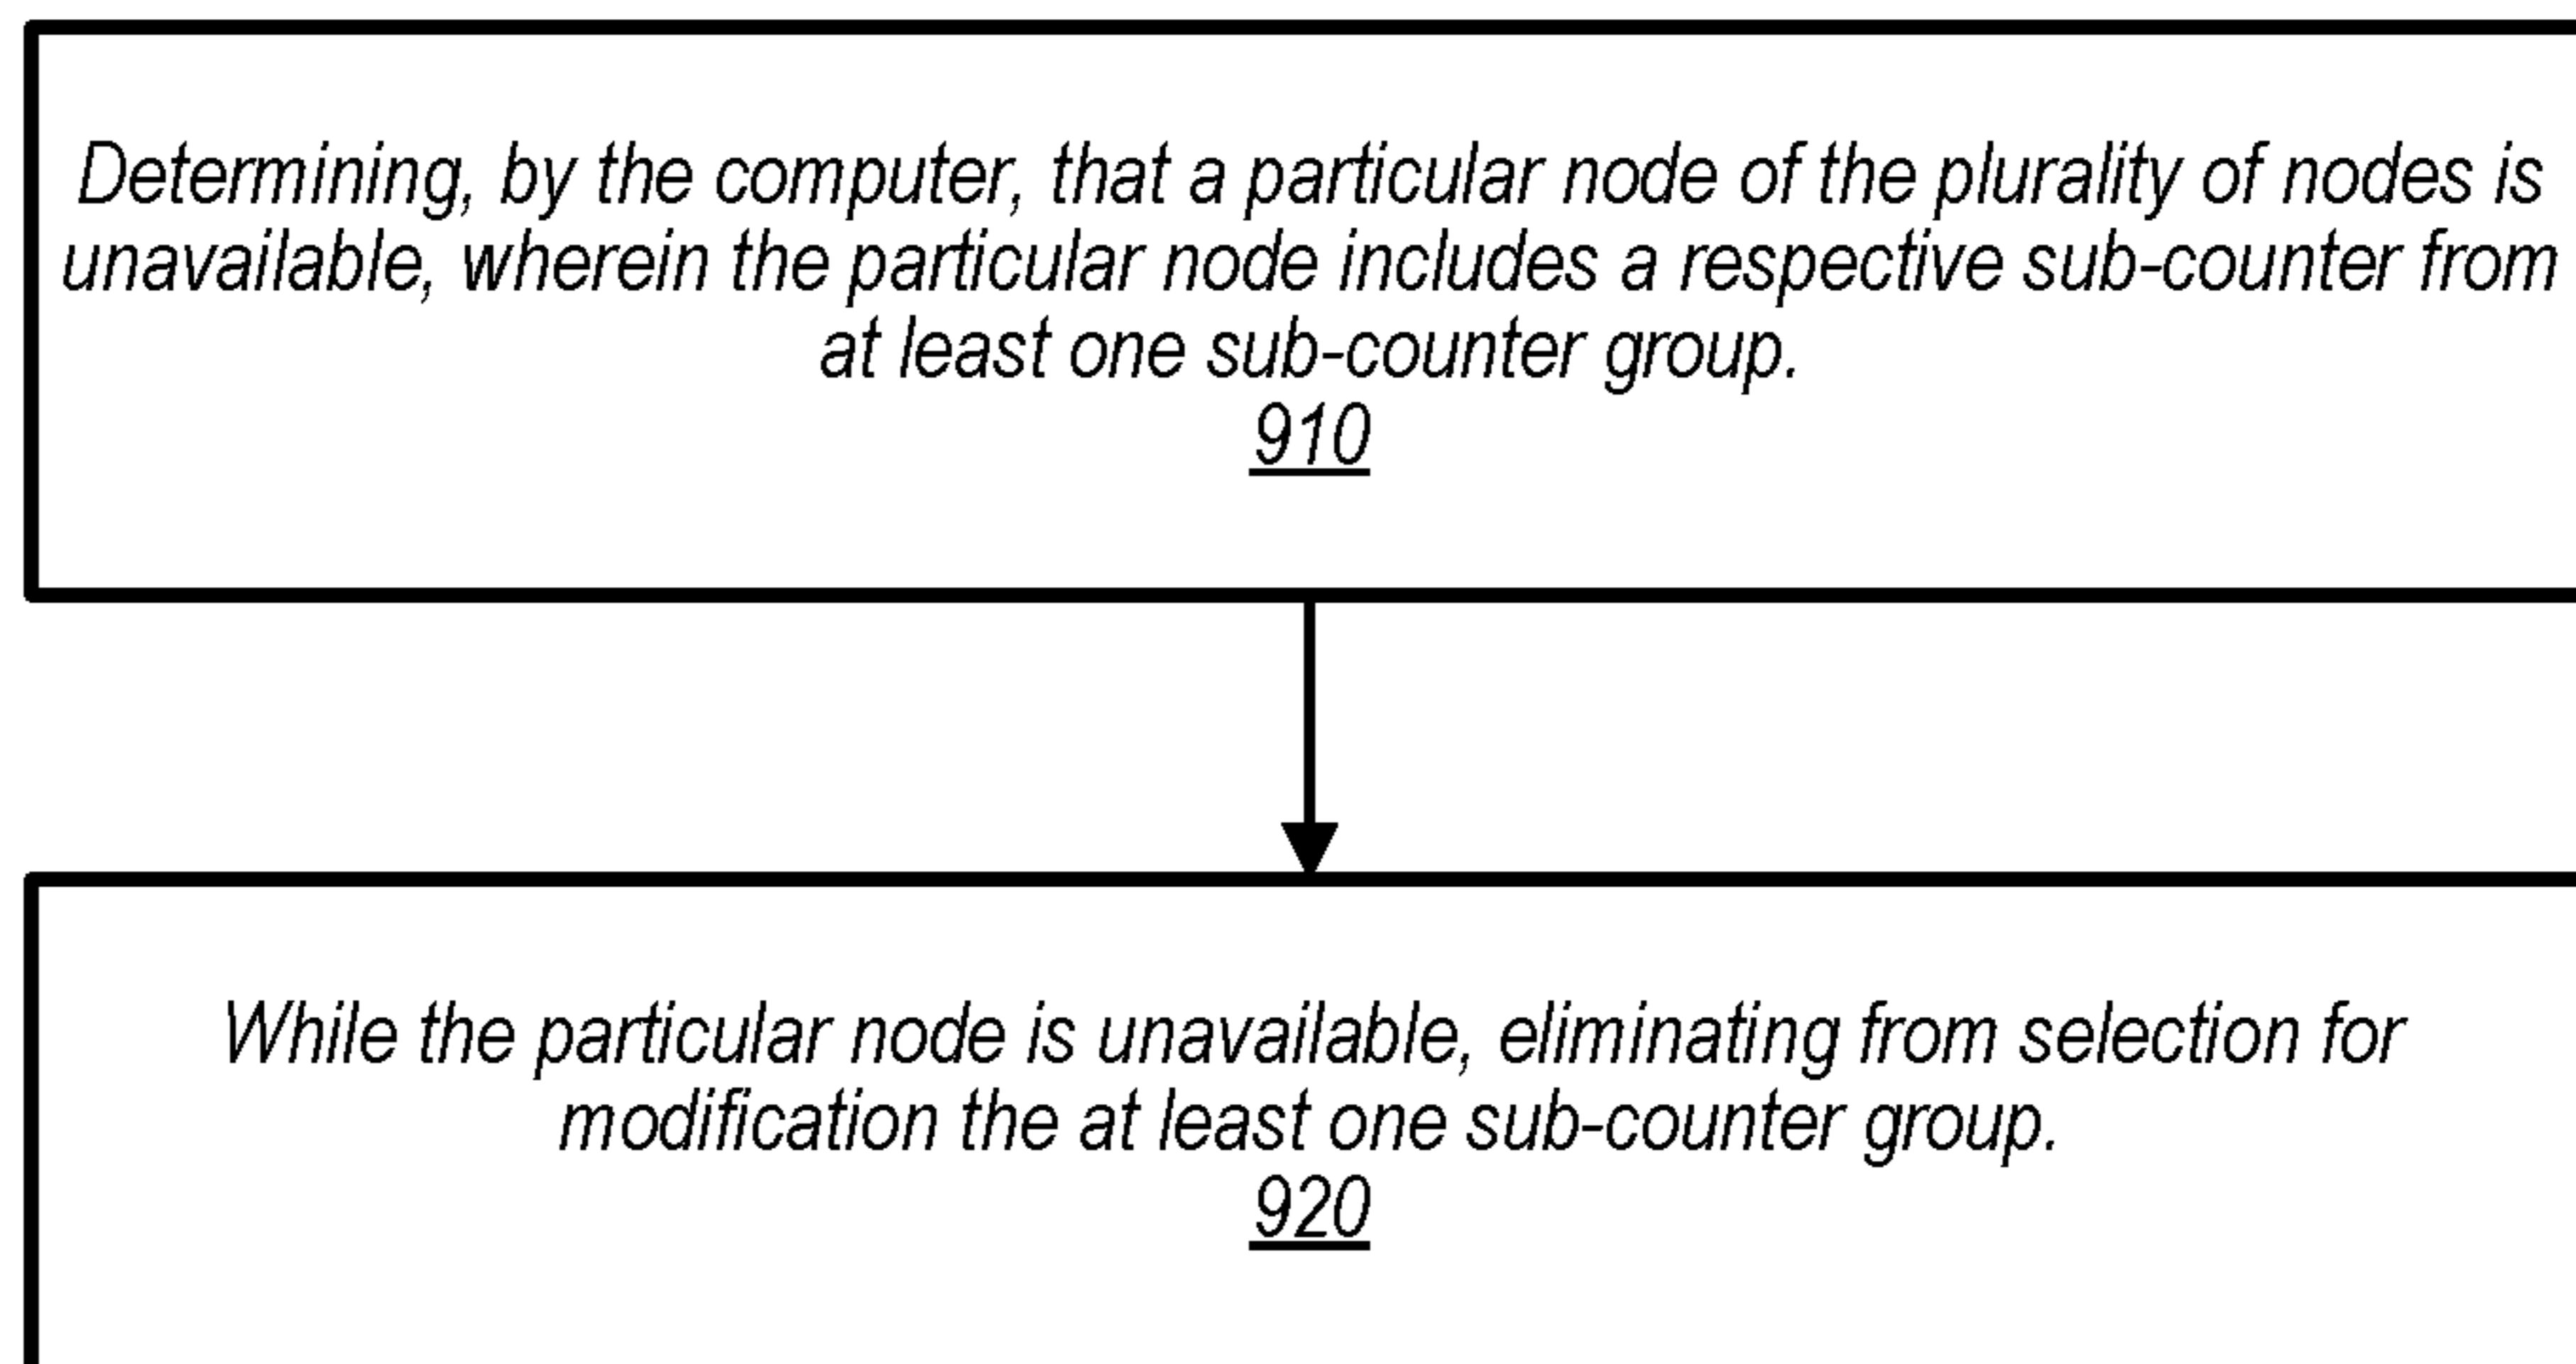 Determining, by the computer, that a particular node of the plurality of nodes is
unavailable, wherein the particular node includes a respective sub-counter from
at least one sub-counter group.
910
While the particular node is unavailable, eliminating from selection for
modification the at least one sub-counter group.
920